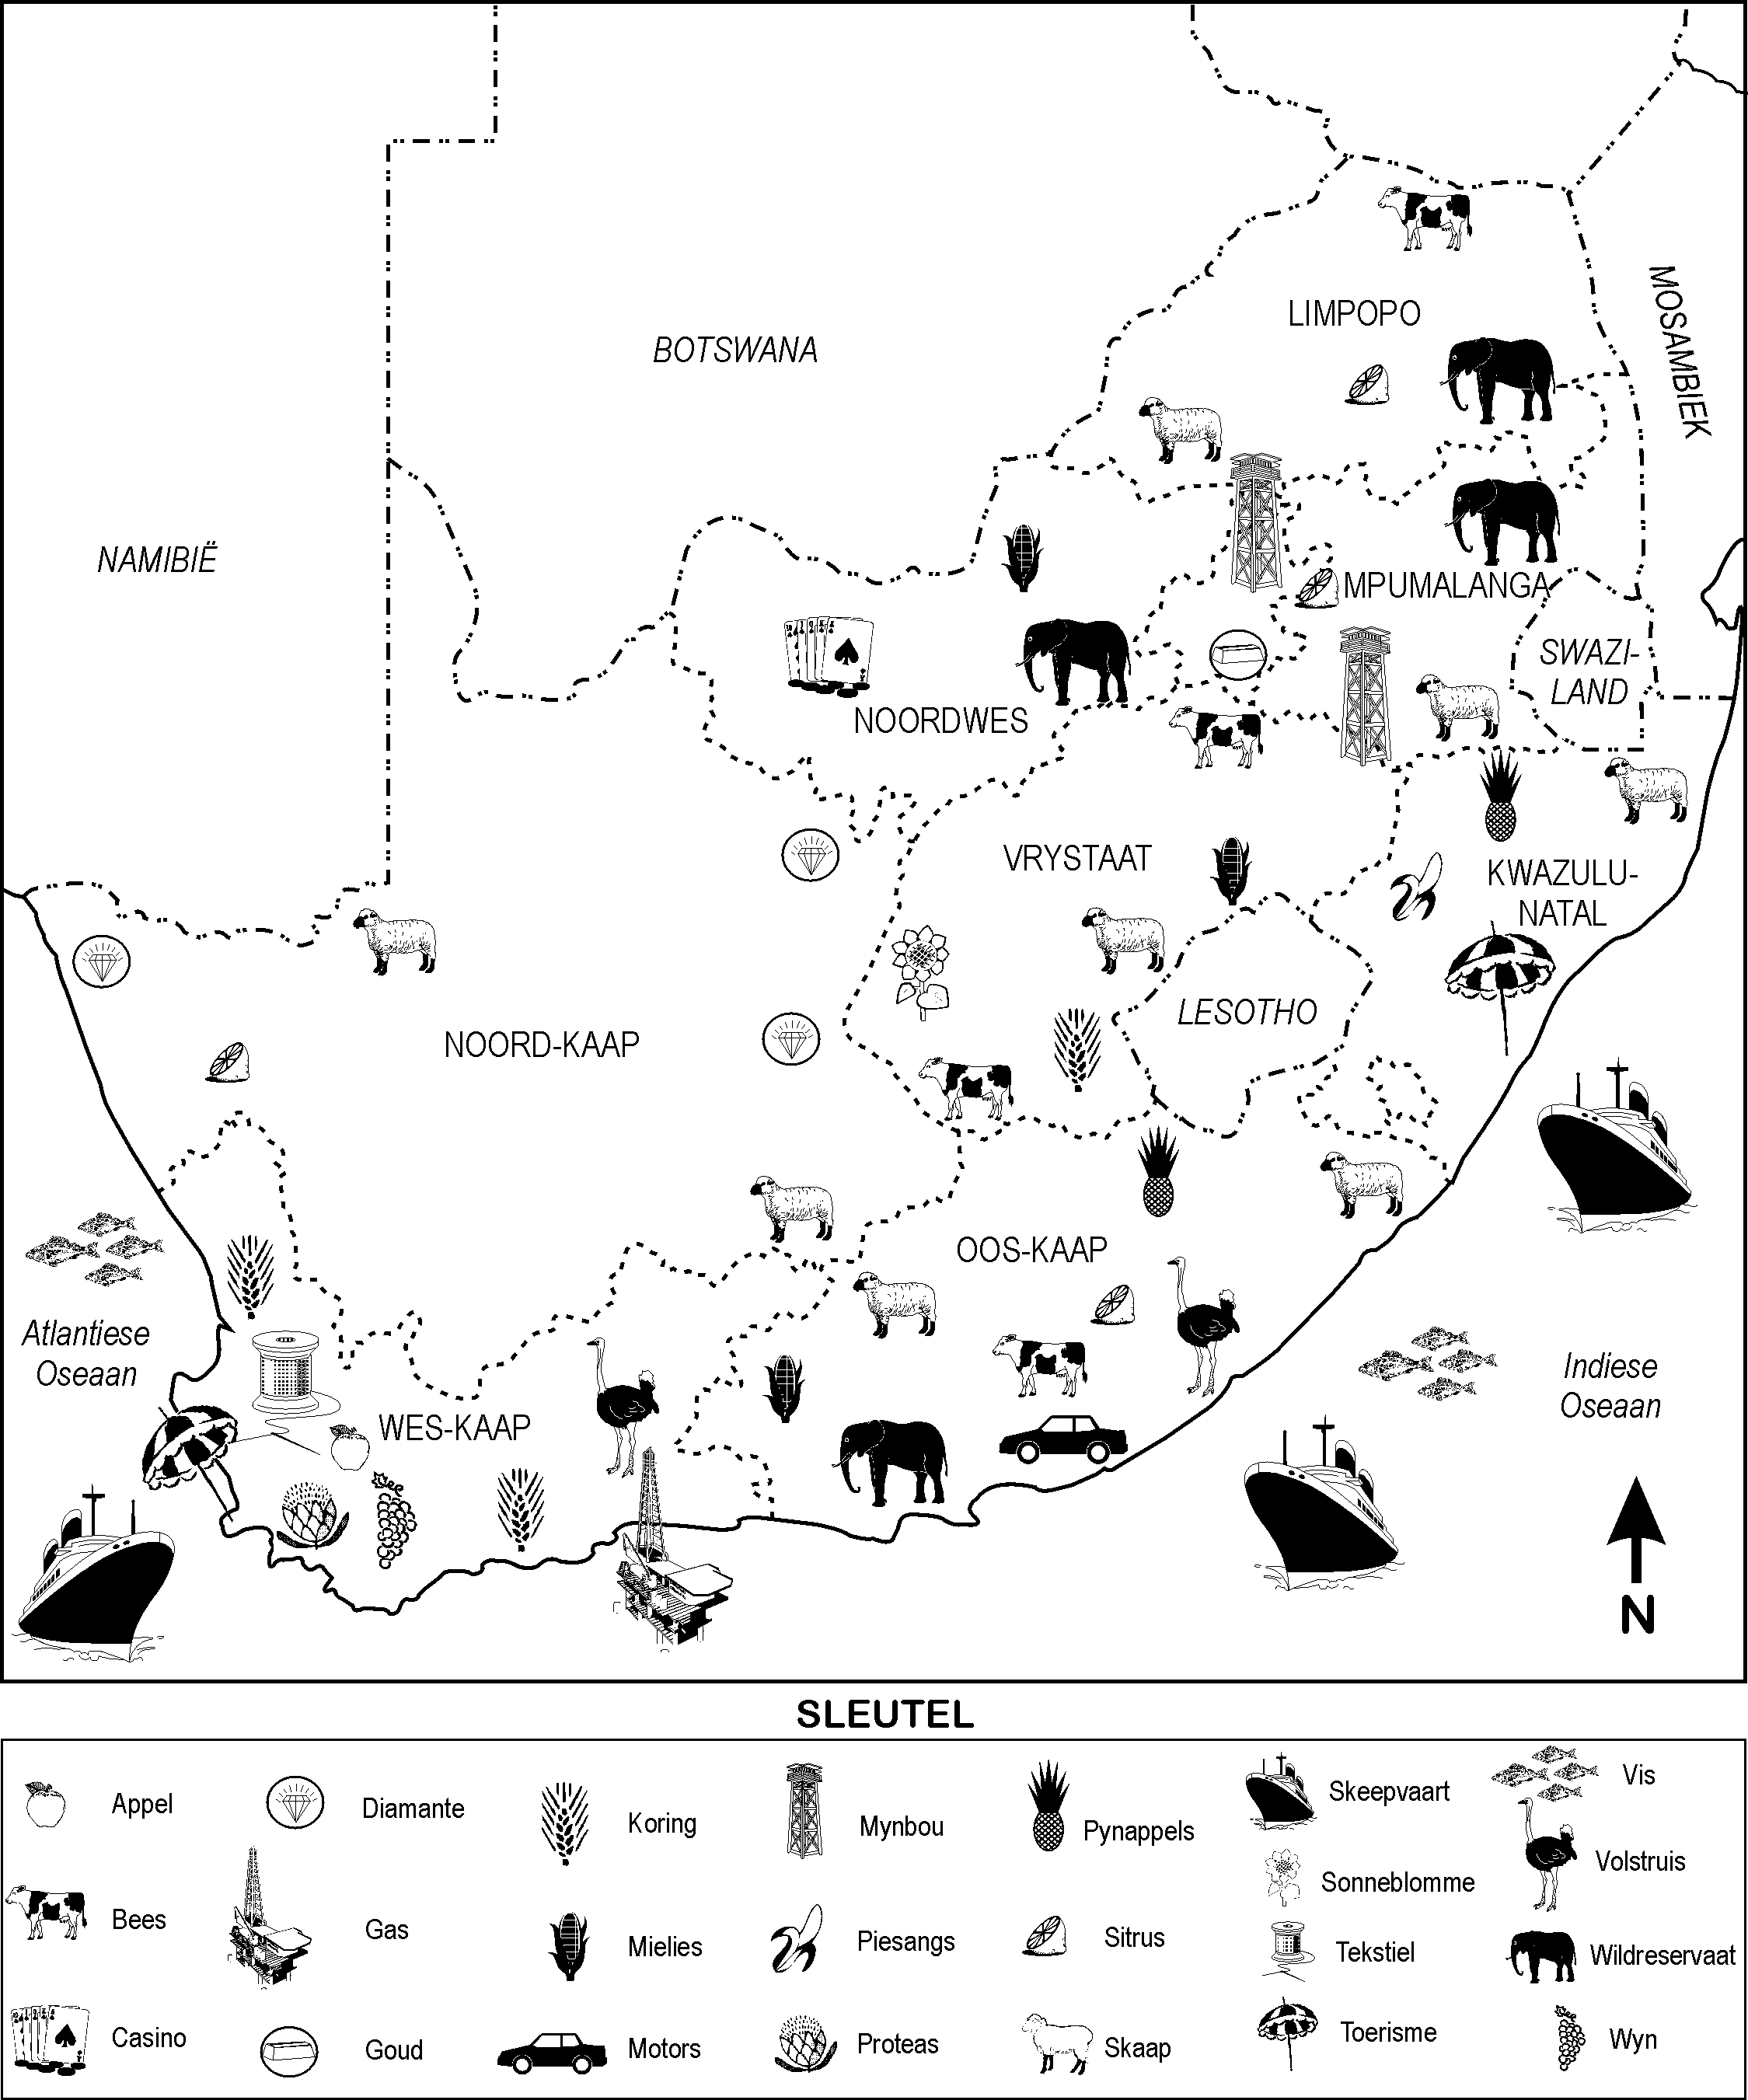 LIMPOPO
MOSAMBIEK
BOTSWANA
NAMIBIË
MPUMALANGA
SWAZI-
LAND
NOORDWES
VRYSTAAT
KWAZULU-
NATAL
LESOTHO
NOORD-KAAP
OOS-KAAP
Atlantiese
Oseaan
Indiese
Oseaan
WES-KAAP
N
SLEUTEL
Appel
Diamante
Koring
Mynbou
Pynappels
Skeepvaart
Vis
Sonneblomme
Volstruis
Bees
Gas
Mielies
Piesangs
Sitrus
Tekstiel
Wildreservaat
Casino
Goud
Motors
Proteas
Skaap
Toerisme
Wyn